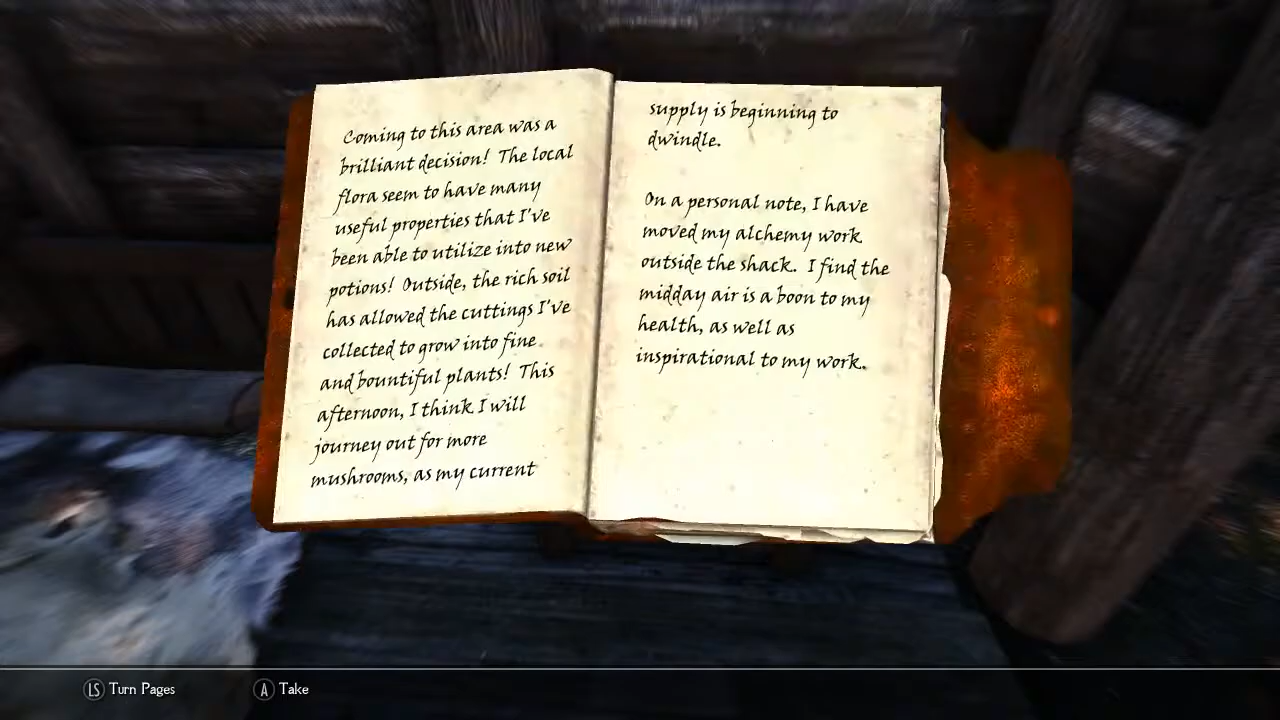 Coming to this area was a
brilliant decision! The local
flora seem to have many
useful properties that I've
been able to utilize into new
potions! Outside, the rich soil
has allowed the cuttings I've
collected to grow into fine
and bountiful plants! This
afternoon, I think I will
journey out for more
mushrooms, as my current
supply is beginning to
dwindle.
On a personal note, I have
moved my alchemy work
outside the shack. I find the
midday air is a boon to my
health, as well as
inspirational to my work.
LS Turn Pages
A Take